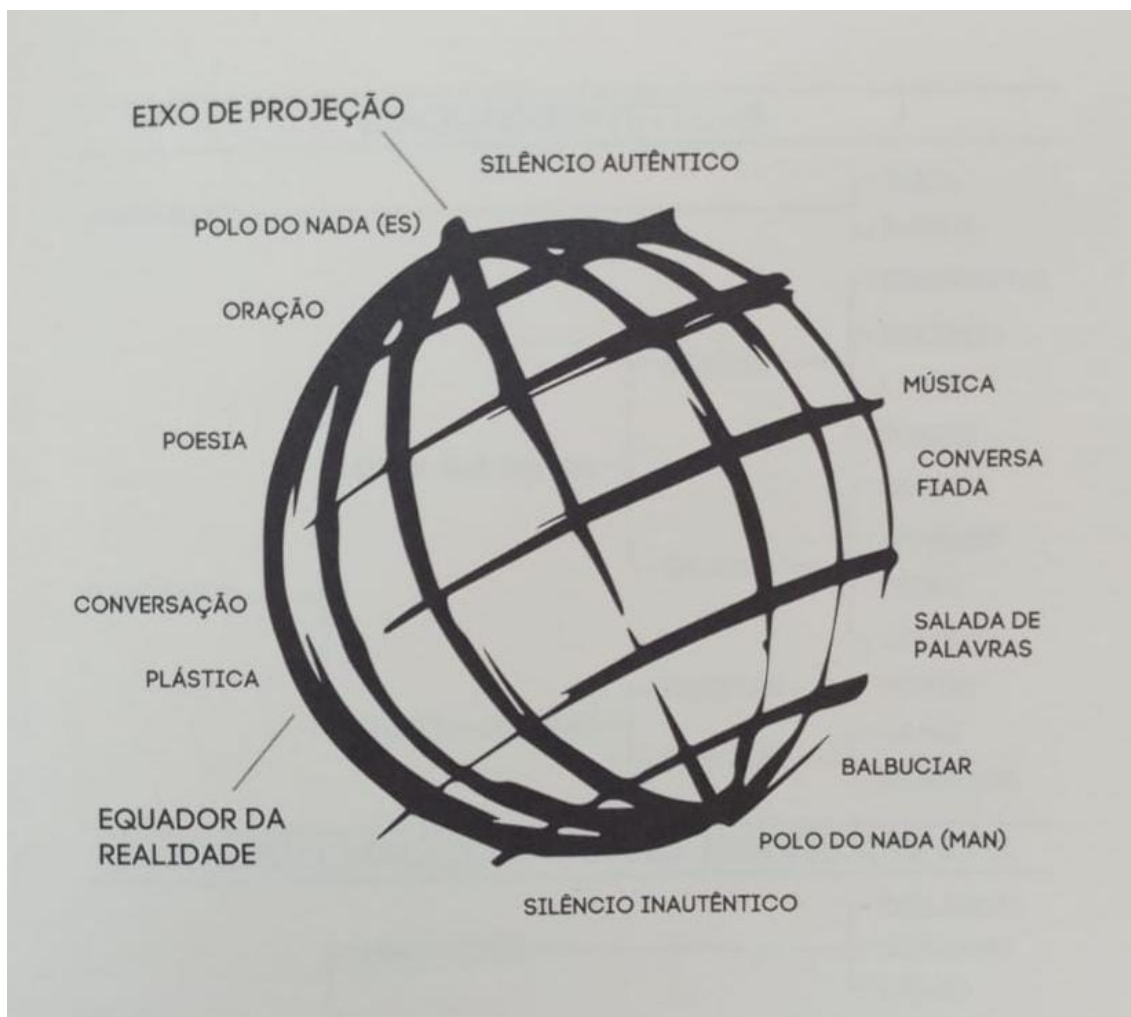 EIXO DE PROJEÇÃO
SILÊNCIO AUTÊNTICO
POLO DO NADA (ES)
ORAÇÃO
MÚSICA
POESIA
CONVERSA
FIADA
CONVERSAÇÃO
SALADA DE
PALAVRAS
PLÁSTICA
BALBUCIAR
EQUADOR DA
REALIDADE
POLO DO NADA (MAN)
SILÊNCIO INAUTÊNTICO